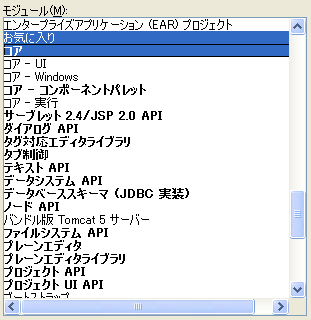 モジュール(M):
エンタープライズアプリケーション (EAR) プロジェクト
お気に入り
コア
コア - UI
コア - Windows
コア - コンポーネントパレット
コア - 実行
サーブレット 2.4/JSP 2.0 API
ダイアログ API
タグ対応エディタライブラリ
タブ制御
テキスト API
データシステム API
データベーススキーマ (JDBC 実装)
ノード API
バンドル版 Tomcat 5 サーバー
ファイルシステム API
プレーンエディタ
プレーンエディタライブラリ
プロジェクト API
プロジェクト UI API
ブートストラップ